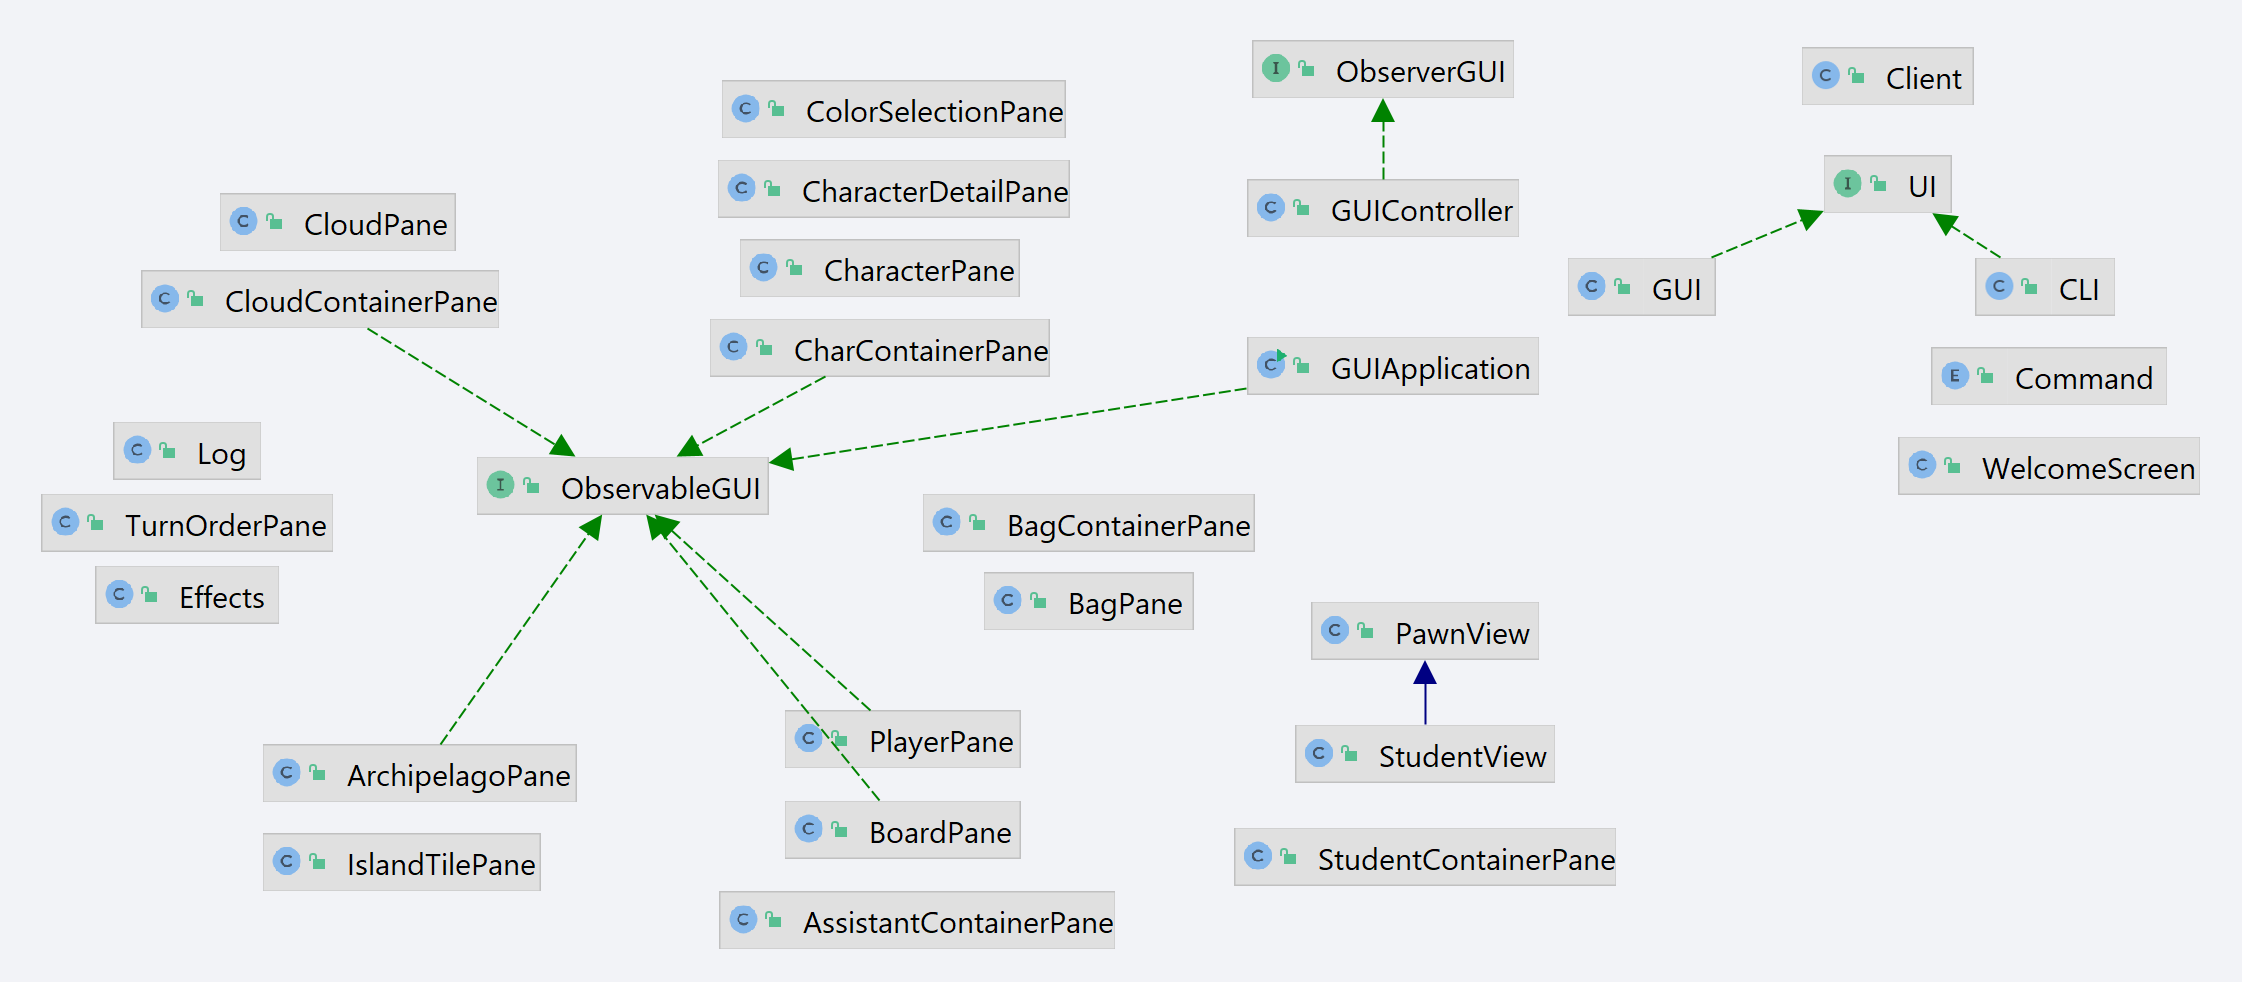 I ObserverGUI
C Client
C ColorSelectionPane
C CharacterDetailPane
I UI
C GUIController
C CloudPane
C CharacterPane
C CloudContainerPane
C GUI
C CLI
C CharContainerPane
C GUIApplication
E Command
C Log
C WelcomeScreen
I ObservableGUI
C TurnOrderPane
C BagContainerPane
C Effects
C BagPane
C PawnView
C PlayerPane
C StudentView
C ArchipelagoPane
C BoardPane
C StudentContainerPane
C IslandTilePane
C AssistantContainerPane